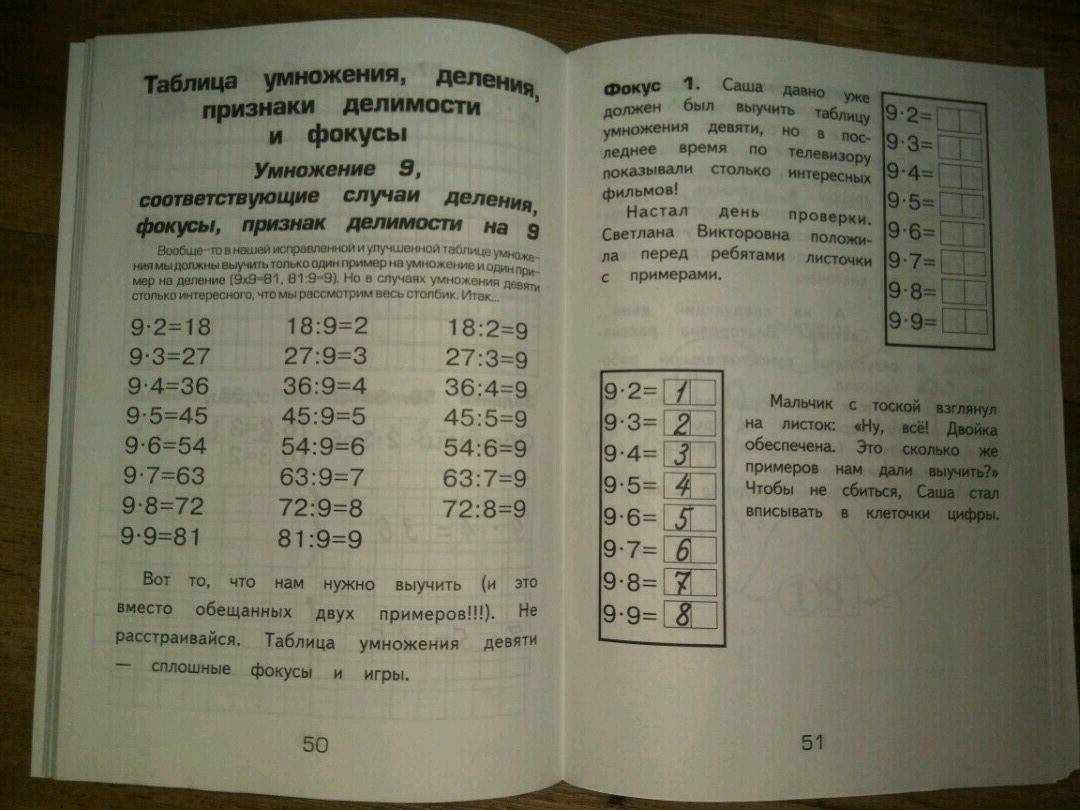 Таблица умножения, деления,
признаки делимости
и фокусы
Умножение 9,
соответствующие случаи деления,
фокусы, признак делимости на 9
Вообще-то в нашей исправленной и улучшенной таблице умноже-
ния мы должны выучить только один пример на умножение и один при-
мер на деление (9х9=81, 81:9=9). Но в случаях умножения девяти
столько интересного, что мы рассмотрим весь столбик. Итак...
9·2=18 18:9=2 18:2=9
9·3=27 27:9=3 27:3=9
9·4=36 36:9=4 36:4=9
9·5=45 45:9=5 45:5=9
9·6=54 54:9=6 54:6=9
9·7=63 63:9=7 63:7=9
9·8=72 72:9=8 72:8=9
9·9=81 81:9=9
Вот то, что нам нужно выучить (и это
вместо обещанных двух примеров!!!). Не
расстраивайся. Таблица умножения девяти
— сплошные фокусы и игры.
50
Фокус 1. Саша давно уже
должен был выучить таблицу
умножения девяти, но в пос-
леднее время по телевизору
показывали столько интересных
фильмов!
Настал день проверки.
Светлана Викторовна положи-
ла перед ребятами листочки
с примерами.
9·2=
9·3=
9·4=
9·5=
9·6=
9·7=
9·8=
9·9=
9·2= 1
9·3= 2
9·4= 3
9·5= 4
9·6= 5
9·7= 6
9·8= 7
9·9= 8
Мальчик с тоской взглянул
на листок: «Ну, всё! Двойка
обеспечена. Это сколько же
примеров нам дали выучить?»
Чтобы не сбиться, Саша стал
вписывать в клеточки цифры.
51